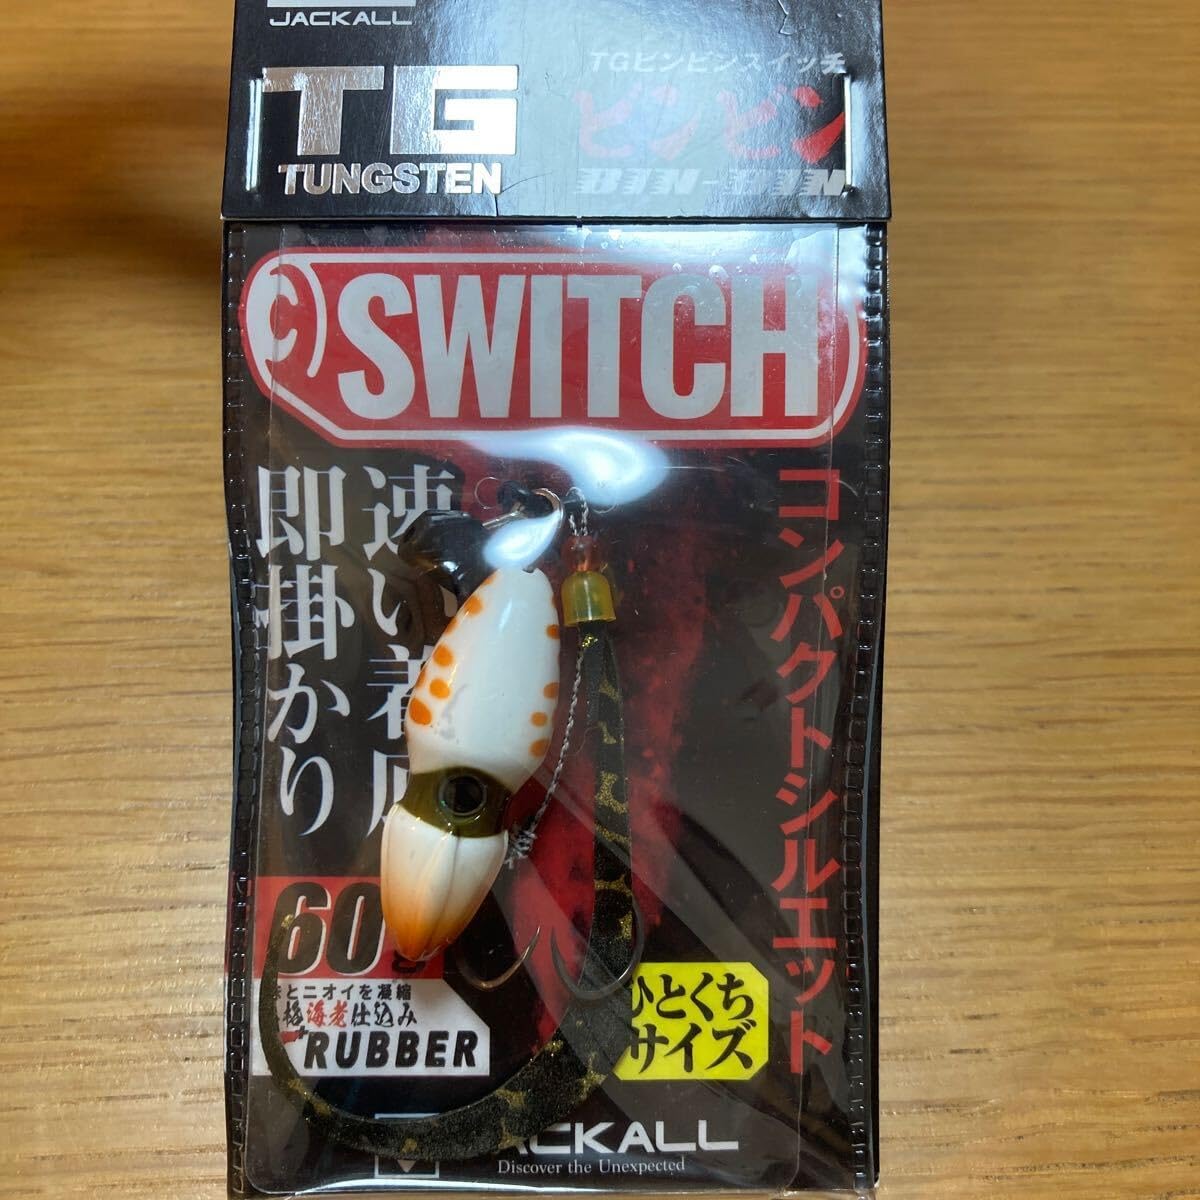 JACKALL
TG
TUNGSTEN
TGビンビンスイッチ
ビンビン
BIN-BIN
SWITCH
コンパクトシルエット
速い着底
即掛かり
60g
とニオイを凝縮
海老仕込み
RUBBER
ひとくち
サイズ
JACKALL
Discover the Unexpected